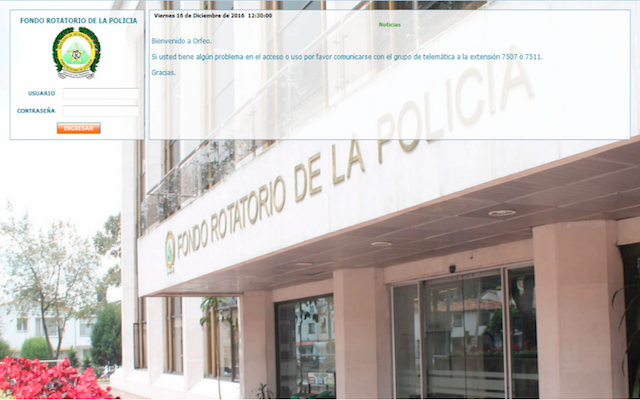 FONDO ROTATORIO DE LA POLICIA
USUARIO
CONTRASEÑA
INGRESAR
Viernes 16 de Diciembre de 2016 12:30:00
Noticias
Bienvenido a Orfeo.
Si usted tiene algún problema en el acceso o uso por favor comunicarse con el grupo de telemática a la extensión 7507 ó 7511.
Gracias.
FONDO ROTATORIO DE LA POLICIA